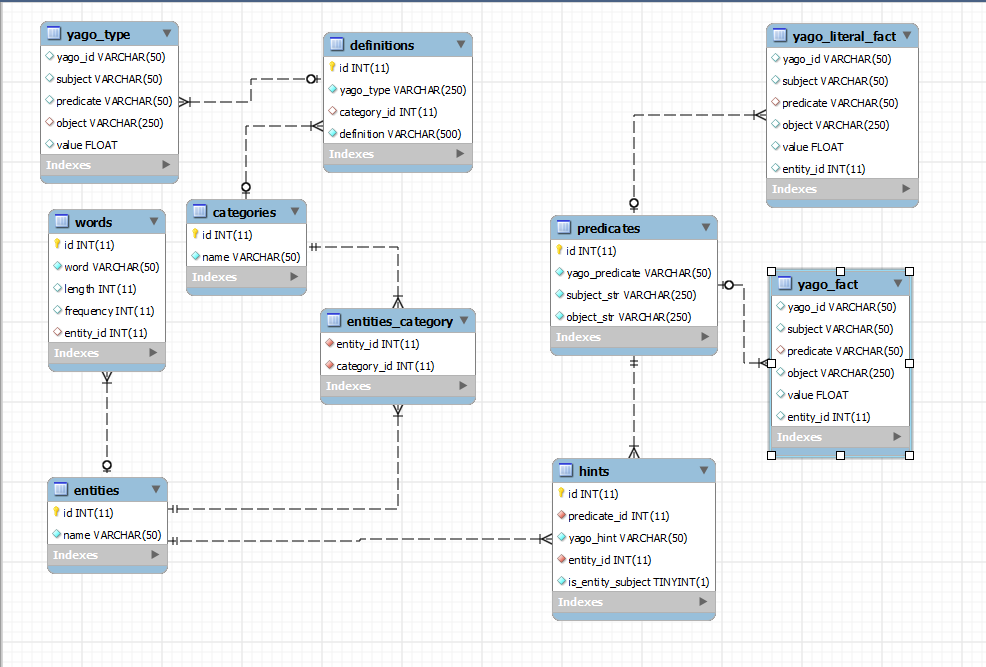 yago_type
yago_id VARCHAR(50)
subject VARCHAR(50)
predicate VARCHAR(50)
object VARCHAR(250)
value FLOAT
Indexes
definitions
id INT(11)
yago_type VARCHAR(250)
category_id INT(11)
definition VARCHAR(500)
Indexes
yago_literal_fact
yago_id VARCHAR(50)
subject VARCHAR(50)
predicate VARCHAR(50)
object VARCHAR(250)
value FLOAT
entity_id INT(11)
Indexes
words
id INT(11)
word VARCHAR(50)
length INT(11)
frequency INT(11)
entity_id INT(11)
Indexes
categories
id INT(11)
name VARCHAR(50)
Indexes
predicates
id INT(11)
yago_predicate VARCHAR(50)
subject_str VARCHAR(250)
object_str VARCHAR(250)
Indexes
yago_fact
yago_id VARCHAR(50)
subject VARCHAR(50)
predicate VARCHAR(50)
object VARCHAR(250)
value FLOAT
entity_id INT(11)
Indexes
entities_category
entity_id INT(11)
category_id INT(11)
Indexes
entities
id INT(11)
name VARCHAR(50)
Indexes
hints
id INT(11)
predicate_id INT(11)
yago_hint VARCHAR(50)
entity_id INT(11)
is_entity_subject TINYINT(1)
Indexes